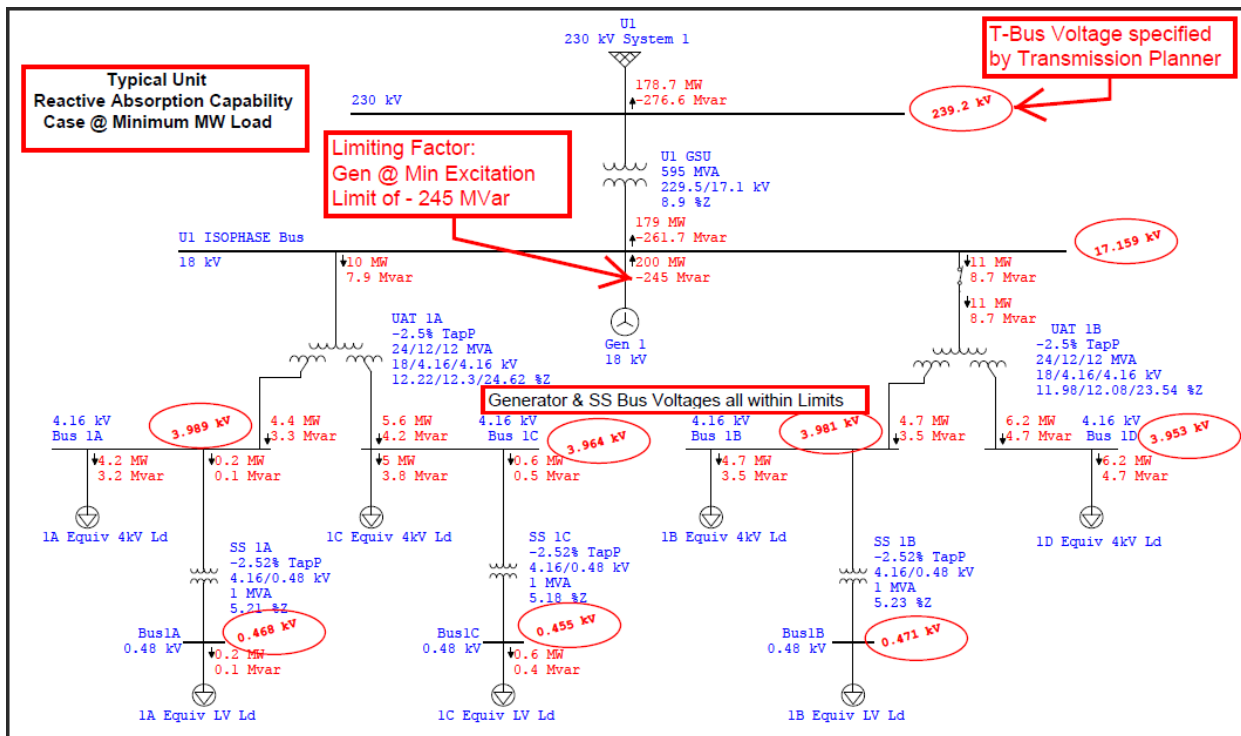 U1
230 kV System 1
T-Bus Voltage specified
by Transmission Planner
Typical Unit
Reactive Absorption Capability
Case @ Minimum MW Load
178.7 MW
-276.6 Mvar
230 kV
239.2 kV
Limiting Factor:
Gen @ Min Excitation
Limit of - 245 MVar
U1 GSU
595 MVA
229.5/17.1 kV
8.9 %Z
179 MW
-261.7 Mvar
U1 ISOPHASE Bus
18 kV
17.159 kV
10 MW
7.9 Mvar
200 MW
-245 Mvar
11 MW
8.7 Mvar
11 MW
8.7 Mvar
UAT 1A
-2.5% TapP
24/12/12 MVA
18/4.16/4.16 kV
12.22/12.3/24.62 %Z
Gen 1
18 kV
UAT 1B
-2.5% TapP
24/12/12 MVA
18/4.16/4.16 kV
11.98/12.08/23.54 %Z
Generator & SS Bus Voltages all within Limits
4.16 kV
Bus 1A
3.989 kV
4.4 MW
3.3 Mvar
5.6 MW
4.2 Mvar
4.16 kV
Bus 1C
3.964 kV
4.16 kV
Bus 1B
3.981 kV
4.7 MW
3.5 Mvar
6.2 MW
4.7 Mvar
4.16 kV
Bus 1D
3.953 kV
4.2 MW
3.2 Mvar
0.2 MW
0.1 Mvar
5 MW
3.8 Mvar
0.6 MW
0.5 Mvar
4.7 MW
3.5 Mvar
6.2 MW
4.7 Mvar
1A Equiv 4kV Ld
1C Equiv 4kV Ld
1B Equiv 4kV Ld
1D Equiv 4kV Ld
SS 1A
-2.52% TapP
4.16/0.48 kV
1 MVA
5.21 %Z
SS 1C
-2.52% TapP
4.16/0.48 kV
1 MVA
5.18 %Z
SS 1B
-2.52% TapP
4.16/0.48 kV
1 MVA
5.23 %Z
Bus1A
0.48 kV
0.468 kV
0.2 MW
0.1 Mvar
Bus1C
0.48 kV
0.455 kV
0.6 MW
0.4 Mvar
Bus1B
0.48 kV
0.471 kV
1A Equiv LV Ld
1C Equiv LV Ld
1B Equiv LV Ld